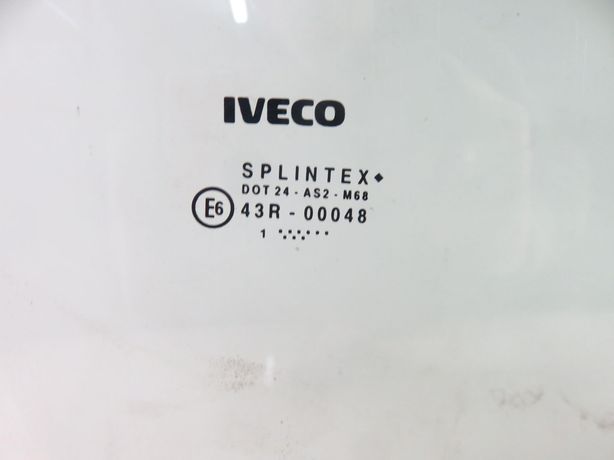 IVECO
SPLINTEX
DOT 24 - AS2 - M68
E6 43R - 00048
1